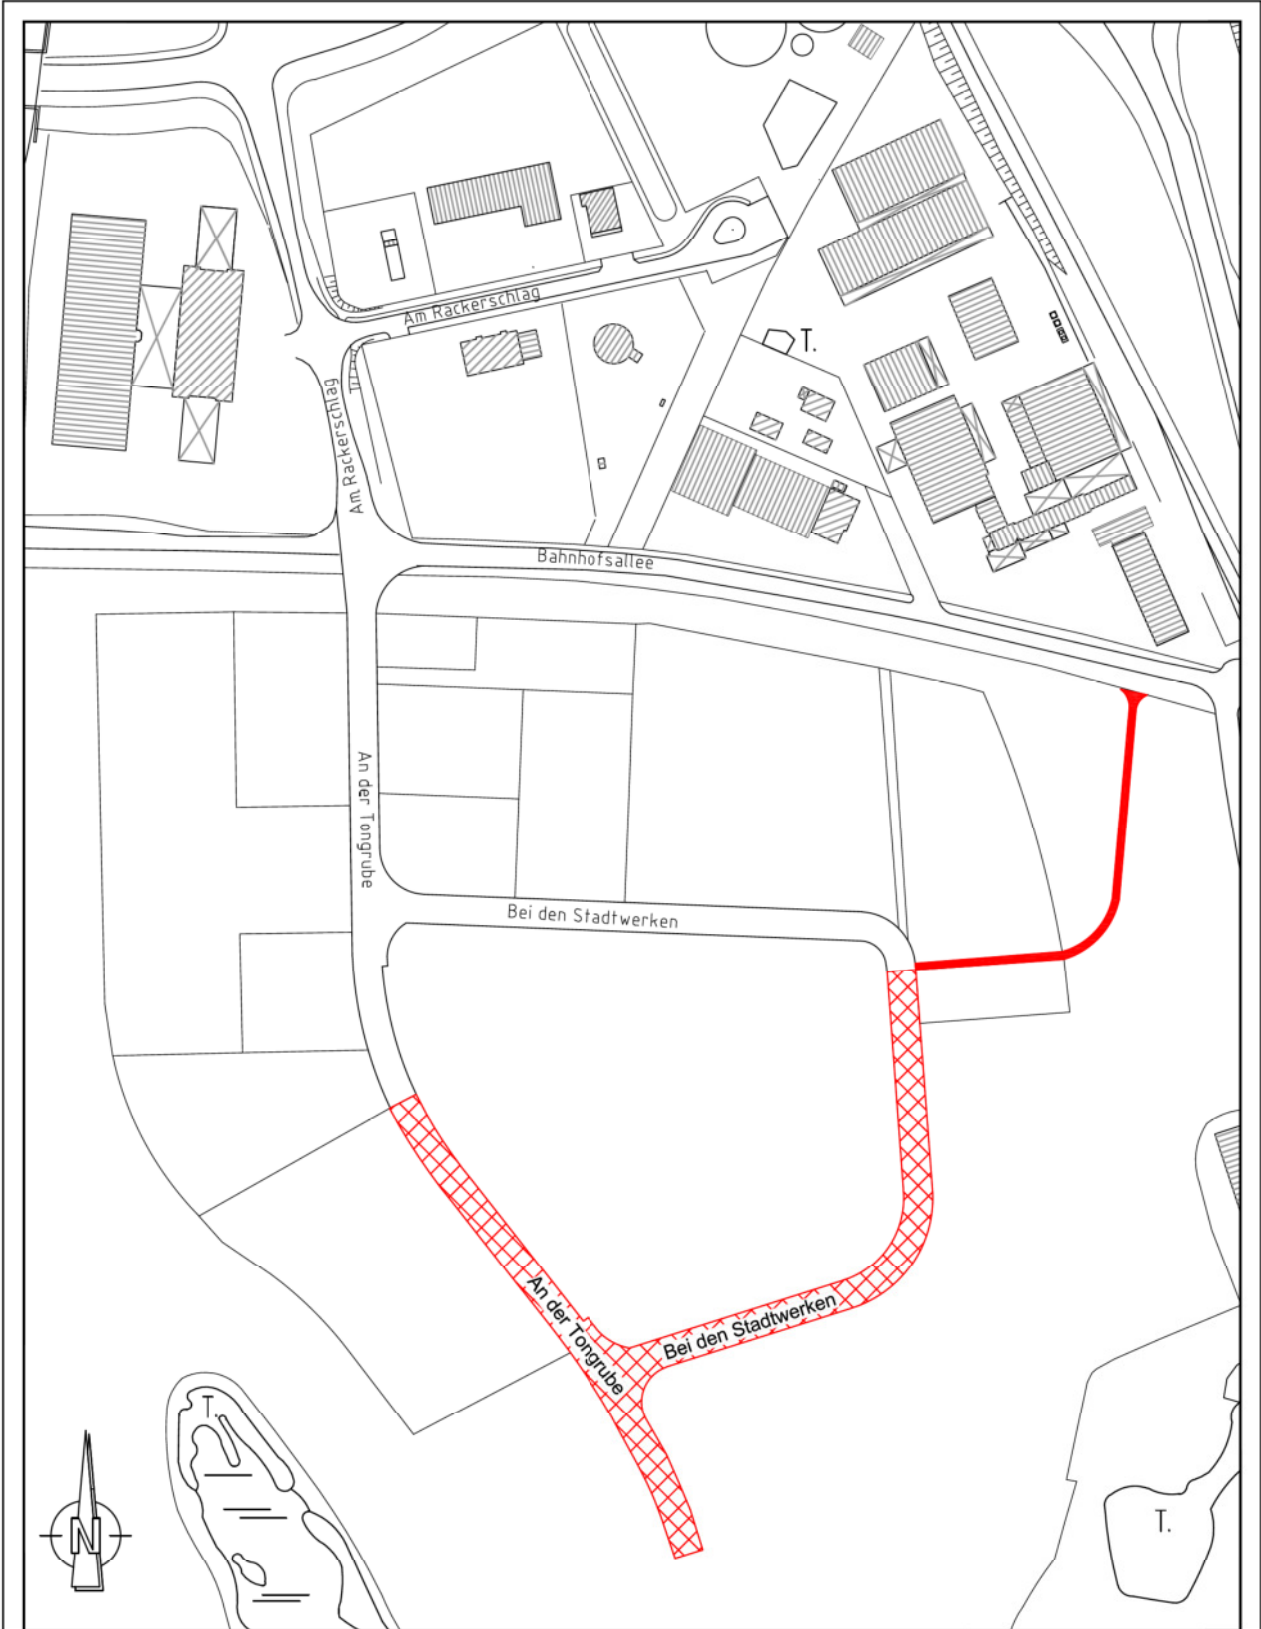 Am Rackerschlag
T.
Am Rackerschlag
Bahnhofsallee
An der Tongrube
Bei den Stadtwerken
An der Tongrube
Bei den Stadtwerken
T.
T.
N